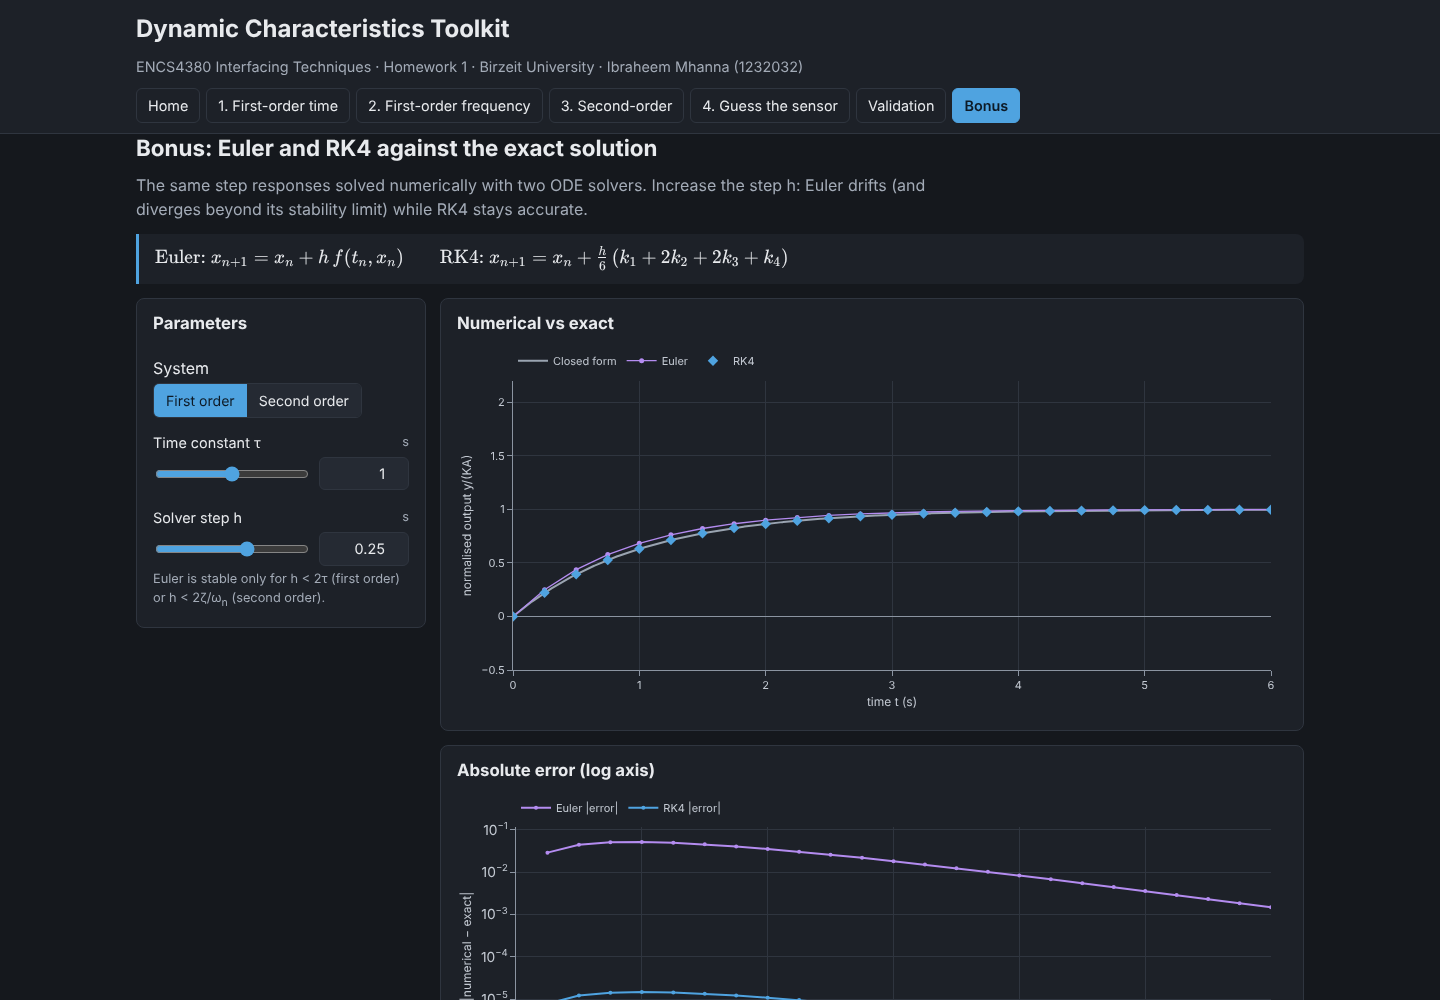 Dynamic Characteristics Toolkit
ENCS4380 Interfacing Techniques · Homework 1 · Birzeit University · Ibraheem Mhanna (1232032)
Home 1. First-order time 2. First-order frequency 3. Second-order 4. Guess the sensor Validation Bonus
Bonus: Euler and RK4 against the exact solution
The same step responses solved numerically with two ODE solvers. Increase the step h: Euler drifts (and
diverges beyond its stability limit) while RK4 stays accurate.
Euler: xₙ₊₁ = xₙ + h f(tₙ, xₙ) RK4: xₙ₊₁ = xₙ + h/6 (k₁ + 2k₂ + 2k₃ + k₄)
Parameters
System
First order Second order
Time constant τ s
1
Solver step h s
0.25
Euler is stable only for h < 2τ (first order)
or h < 2ζ/ωₙ (second order).
Numerical vs exact
Closed form Euler RK4
2
1.5
1
0.5
0
−0.5
normalised output y/(KA)
0 1 2 3 4 5 6
time t (s)
Absolute error (log axis)
Euler |error| RK4 |error|
10⁻¹
10⁻²
10⁻³
10⁻⁴
10⁻⁵
|numerical − exact|